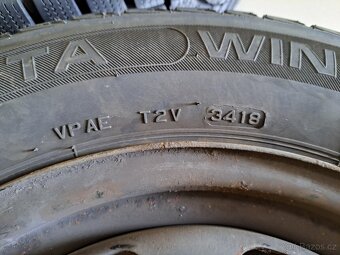 TA WIN
VPAE T2V 3418